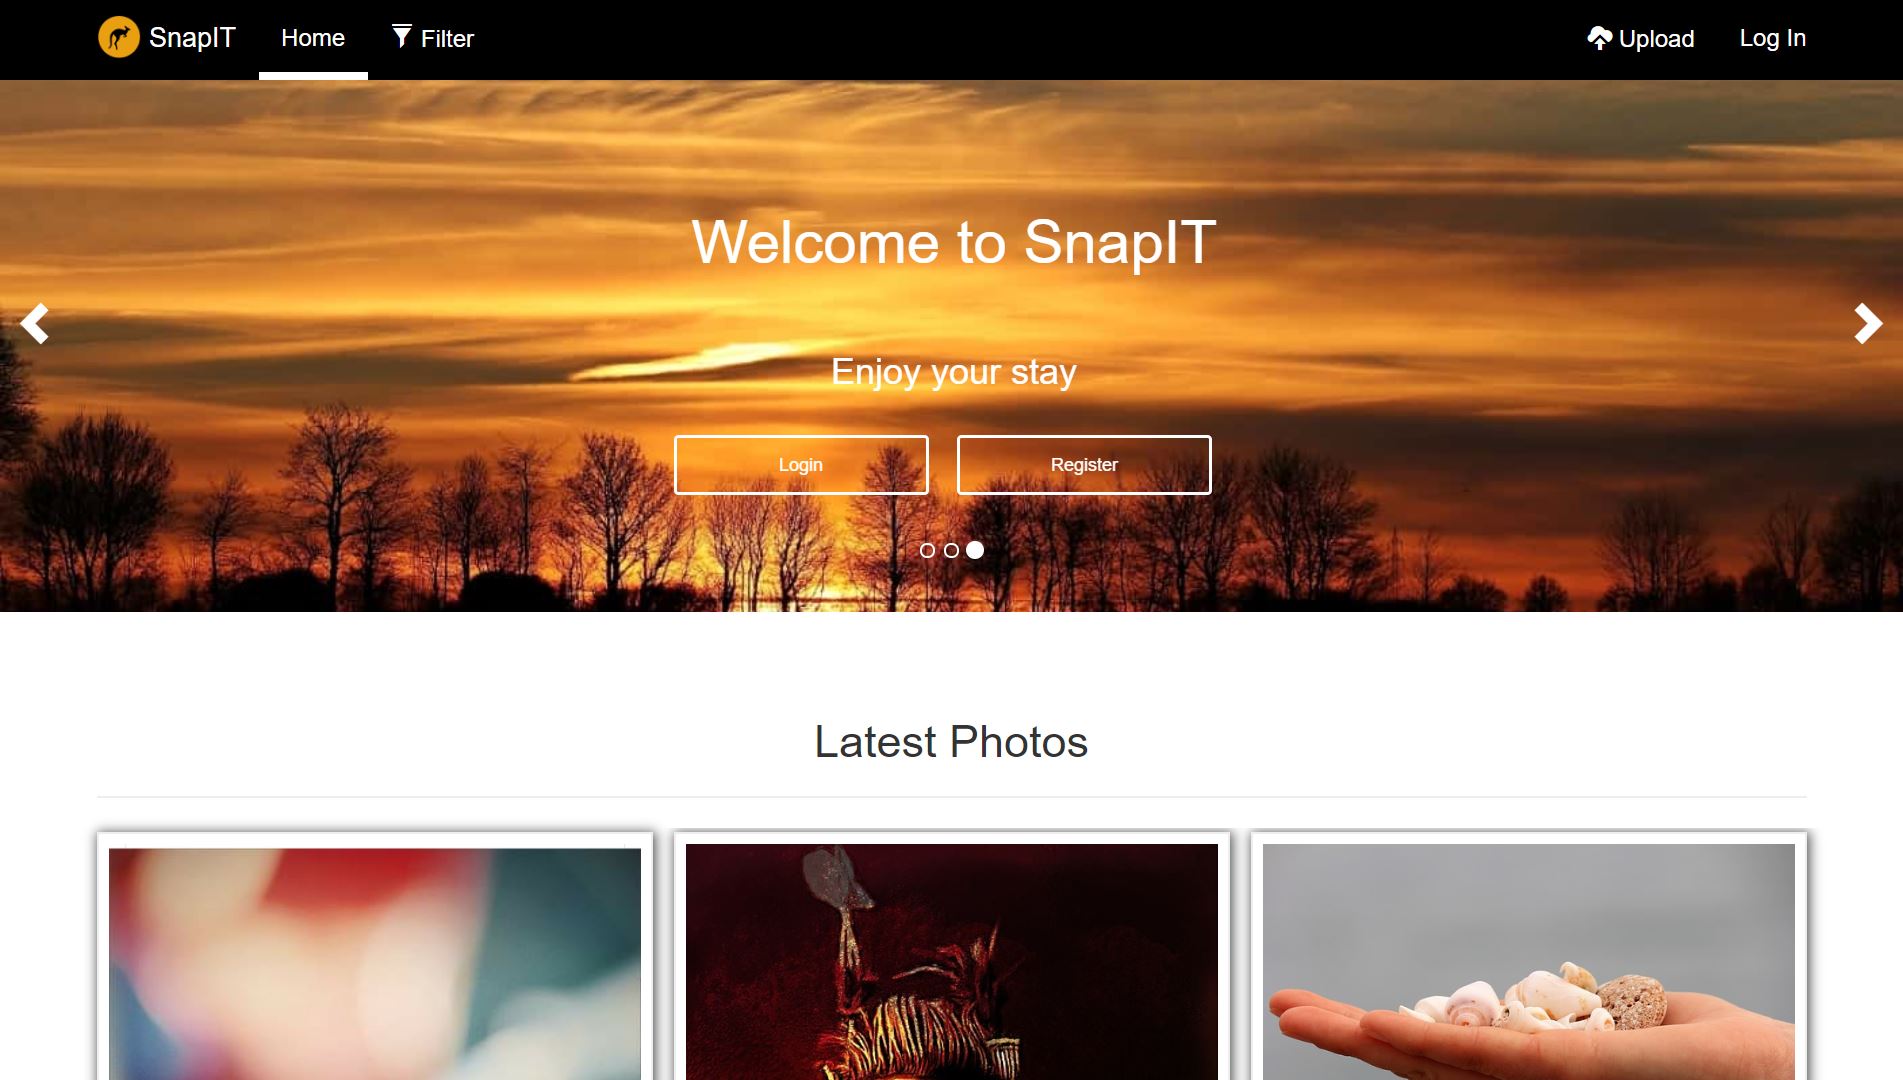 SnapIT Home Filter Upload Log In
Welcome to SnapIT
Enjoy your stay
Login Register
Latest Photos